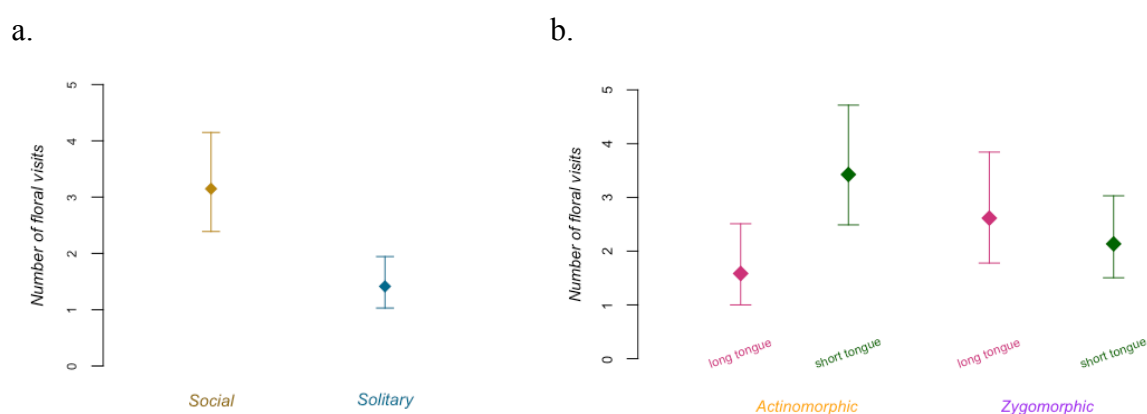 a.
b.
Number of floral visits
5
4
3
2
1
0
Social
Solitary
Number of floral visits
5
4
3
2
1
0
long tongue
short tongue
long tongue
short tongue
Actinomorphic
Zygomorphic